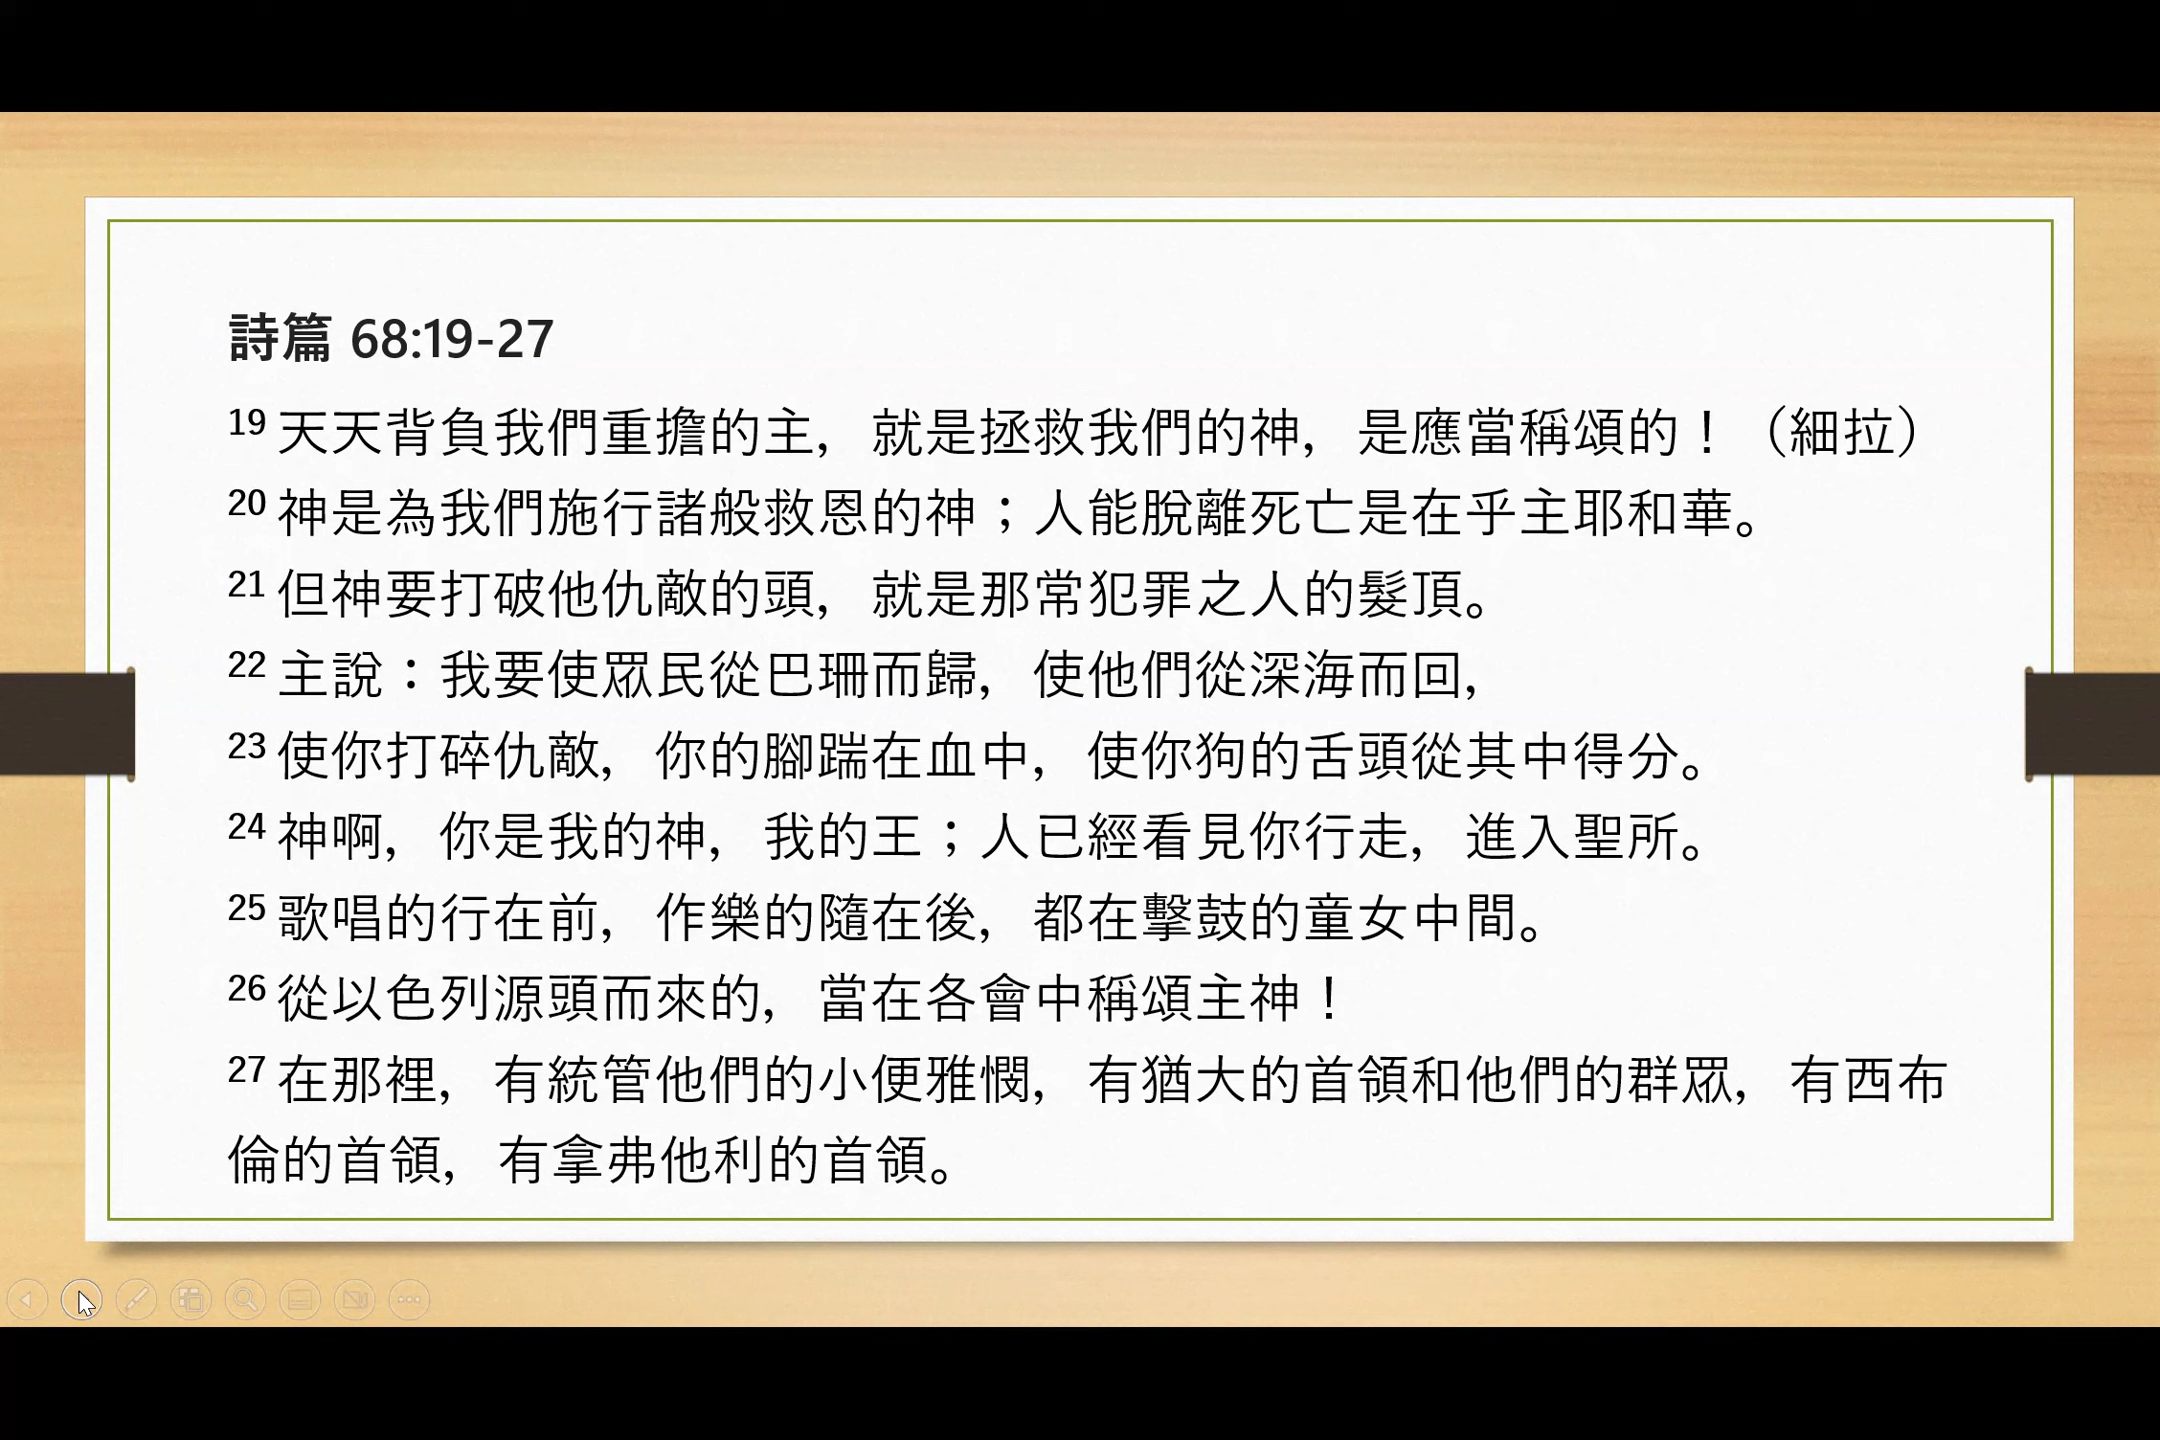 詩篇 68:19-27
19 天天背負我們重擔的主，就是拯救我們的神，是應當稱頌的！（細拉）
20 神是為我們施行諸般救恩的神；人能脫離死亡是在乎主耶和華。
21 但神要打破他仇敵的頭，就是那常犯罪之人的髮頂。
22 主說：我要使眾民從巴珊而歸，使他們從深海而回，
23 使你打碎仇敵，你的腳踹在血中，使你狗的舌頭從其中得分。
24 神啊，你是我的神，我的王；人已經看見你行走，進入聖所。
25 歌唱的行在前，作樂的隨在後，都在擊鼓的童女中間。
26 從以色列源頭而來的，當在各會中稱頌主神！
27 在那裡，有統管他們的小便雅憫，有猶大的首領和他們的群眾，有西布
倫的首領，有拿弗他利的首領。